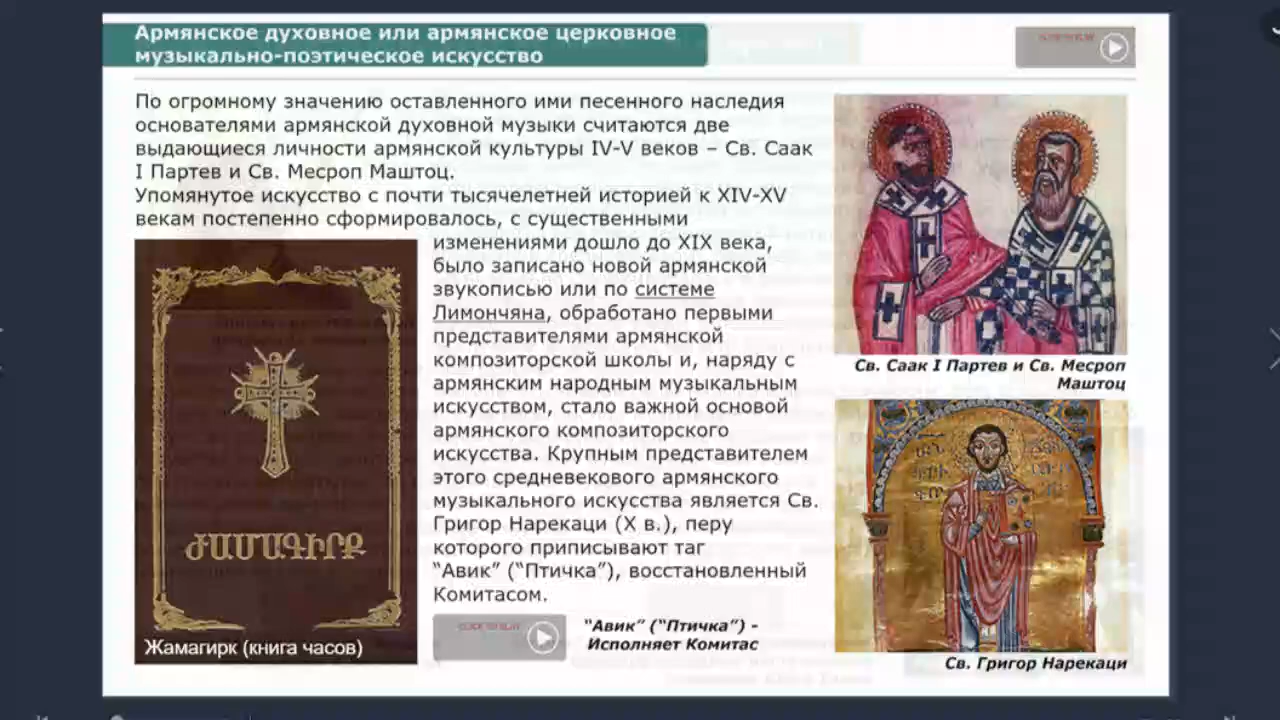 Армянское духовное или армянское церковное
музыкально-поэтическое искусство
По огромному значению оставленного ими песенного наследия
основателями армянской духовной музыки считаются две
выдающиеся личности армянской культуры IV-V веков – Св. Саак
I Партев и Св. Месроп Маштоц.
Упомянутое искусство с почти тысячелетней историей к XIV-XV
векам постепенно сформировалось, с существенными
изменениями дошло до XIX века,
было записано новой армянской
звукописью или по системе
Лимончяна, обработано первыми
представителями армянской
композиторской школы и, наряду с
армянским народным музыкальным
искусством, стало важной основой
армянского композиторского
искусства. Крупным представителем
этого средневекового армянского
музыкального искусства является Св.
Григор Нарекаци (X в.), перу
которого приписывают таг
“Авик” (“Птичка”), восстановленный
Комитасом.
ԺԱՄԱԳԻՐՔ
Жамагирк (книга часов)
“Авик” (“Птичка”) -
Исполняет Комитас
Св. Саак I Партев и Св. Месроп
Маштоц
Св. Григор Нарекаци